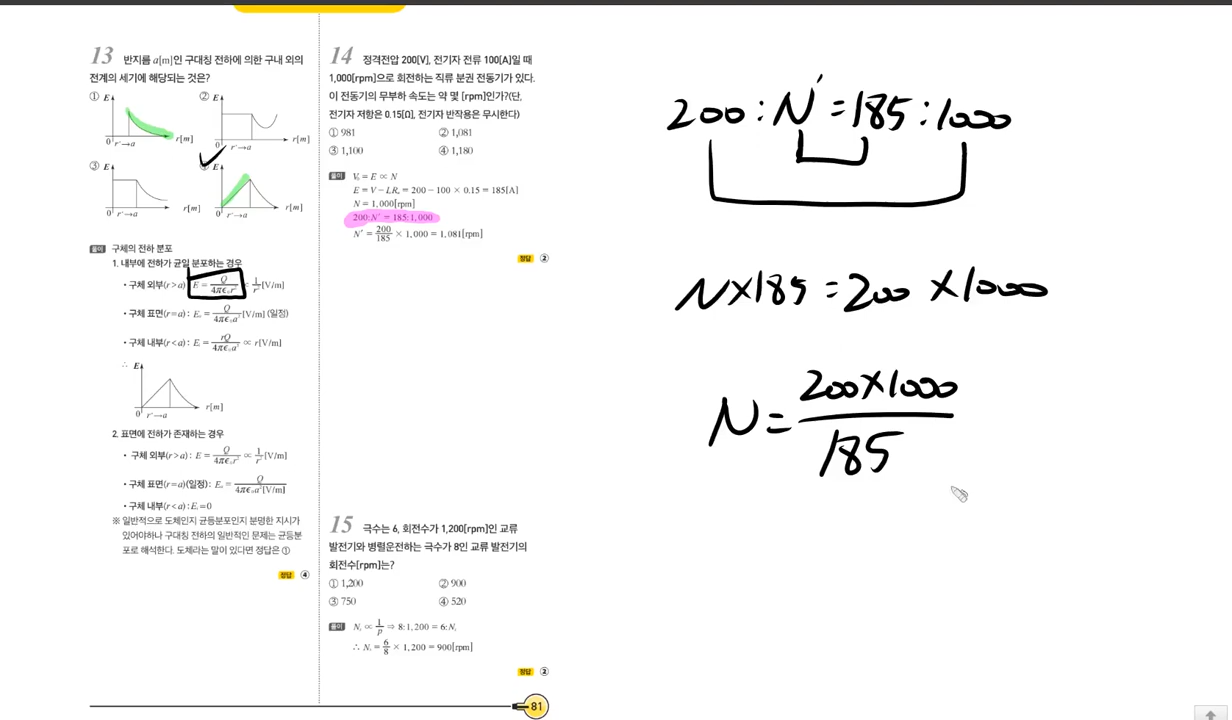 13 반지름 a[m]인 구대칭 전하에 의한 구내 외의
전계의 세기에 해당되는 것은?
① E
0 r'→a r[m]
② E
0 r'→a r[m]
③ E
0 r'→a r[m]
E
0 r'→a r[m]
풀이 구체의 전하 분포
1. 내부에 전하가 균일 분포하는 경우
• 구체 외부(r>a) : E = Q/4πε₀r² ∝ 1/r² [V/m]
• 구체 표면(r=a) : Eₐ = Q/4πε₀a² [V/m] (일정)
• 구체 내부(r<a) : Eᵢ = rQ/4πε₀a³ ∝ r[V/m]
∴ E
0 r'→a r[m]
2. 표면에 전하가 존재하는 경우
• 구체 외부(r>a) : E = Q/4πε₀r² ∝ 1/r² [V/m]
• 구체 표면(r=a)(일정) : Eₐ = Q/4πε₀a²[V/m]
• 구체 내부(r<a) : Eᵢ=0
※ 일반적으로 도체인지 균등분포인지 분명한 지시가
있어야하나 구대칭 전하의 일반적인 문제는 균등분
포로 해석한다. 도체라는 말이 있다면 정답은 ①
정답 ④
14 정격전압 200[V], 전기자 전류 100[A]일 때
1,000[rpm]으로 회전하는 직류 분권 전동기가 있다.
이 전동기의 무부하 속도는 약 몇 [rpm]인가?(단,
전기자 저항은 0.15[Ω], 전기자 반작용은 무시한다)
① 981 ② 1,081
③ 1,100 ④ 1,180
풀이 V₀ = E ∝ N
E = V − IₐRₐ = 200 − 100 × 0.15 = 185[A]
N = 1,000[rpm]
200:N' = 185:1,000
N' = 200/185 × 1,000 = 1,081[rpm]
정답 ②
15 극수는 6, 회전수가 1,200[rpm]인 교류
발전기와 병렬운전하는 극수가 8인 교류 발전기의
회전수[rpm]는?
① 1,200 ② 900
③ 750 ④ 520
풀이 Nₛ ∝ 1/p ⇒ 8:1,200 = 6:Nₛ
∴ Nₛ = 6/8 × 1,200 = 900[rpm]
정답 ②
81
200 : N' = 185 : 1000
N×185 = 200 ×1000
N = 200×1000/185